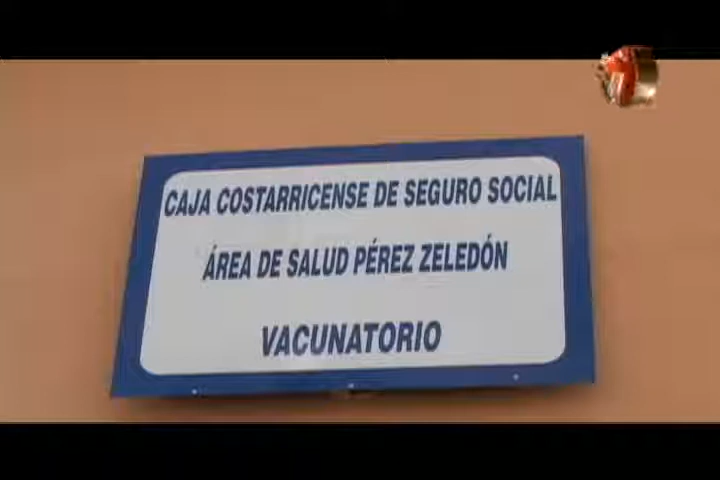 CAJA COSTARRICENSE DE SEGURO SOCIAL
ÁREA DE SALUD PÉREZ ZELEDÓN
VACUNATORIO